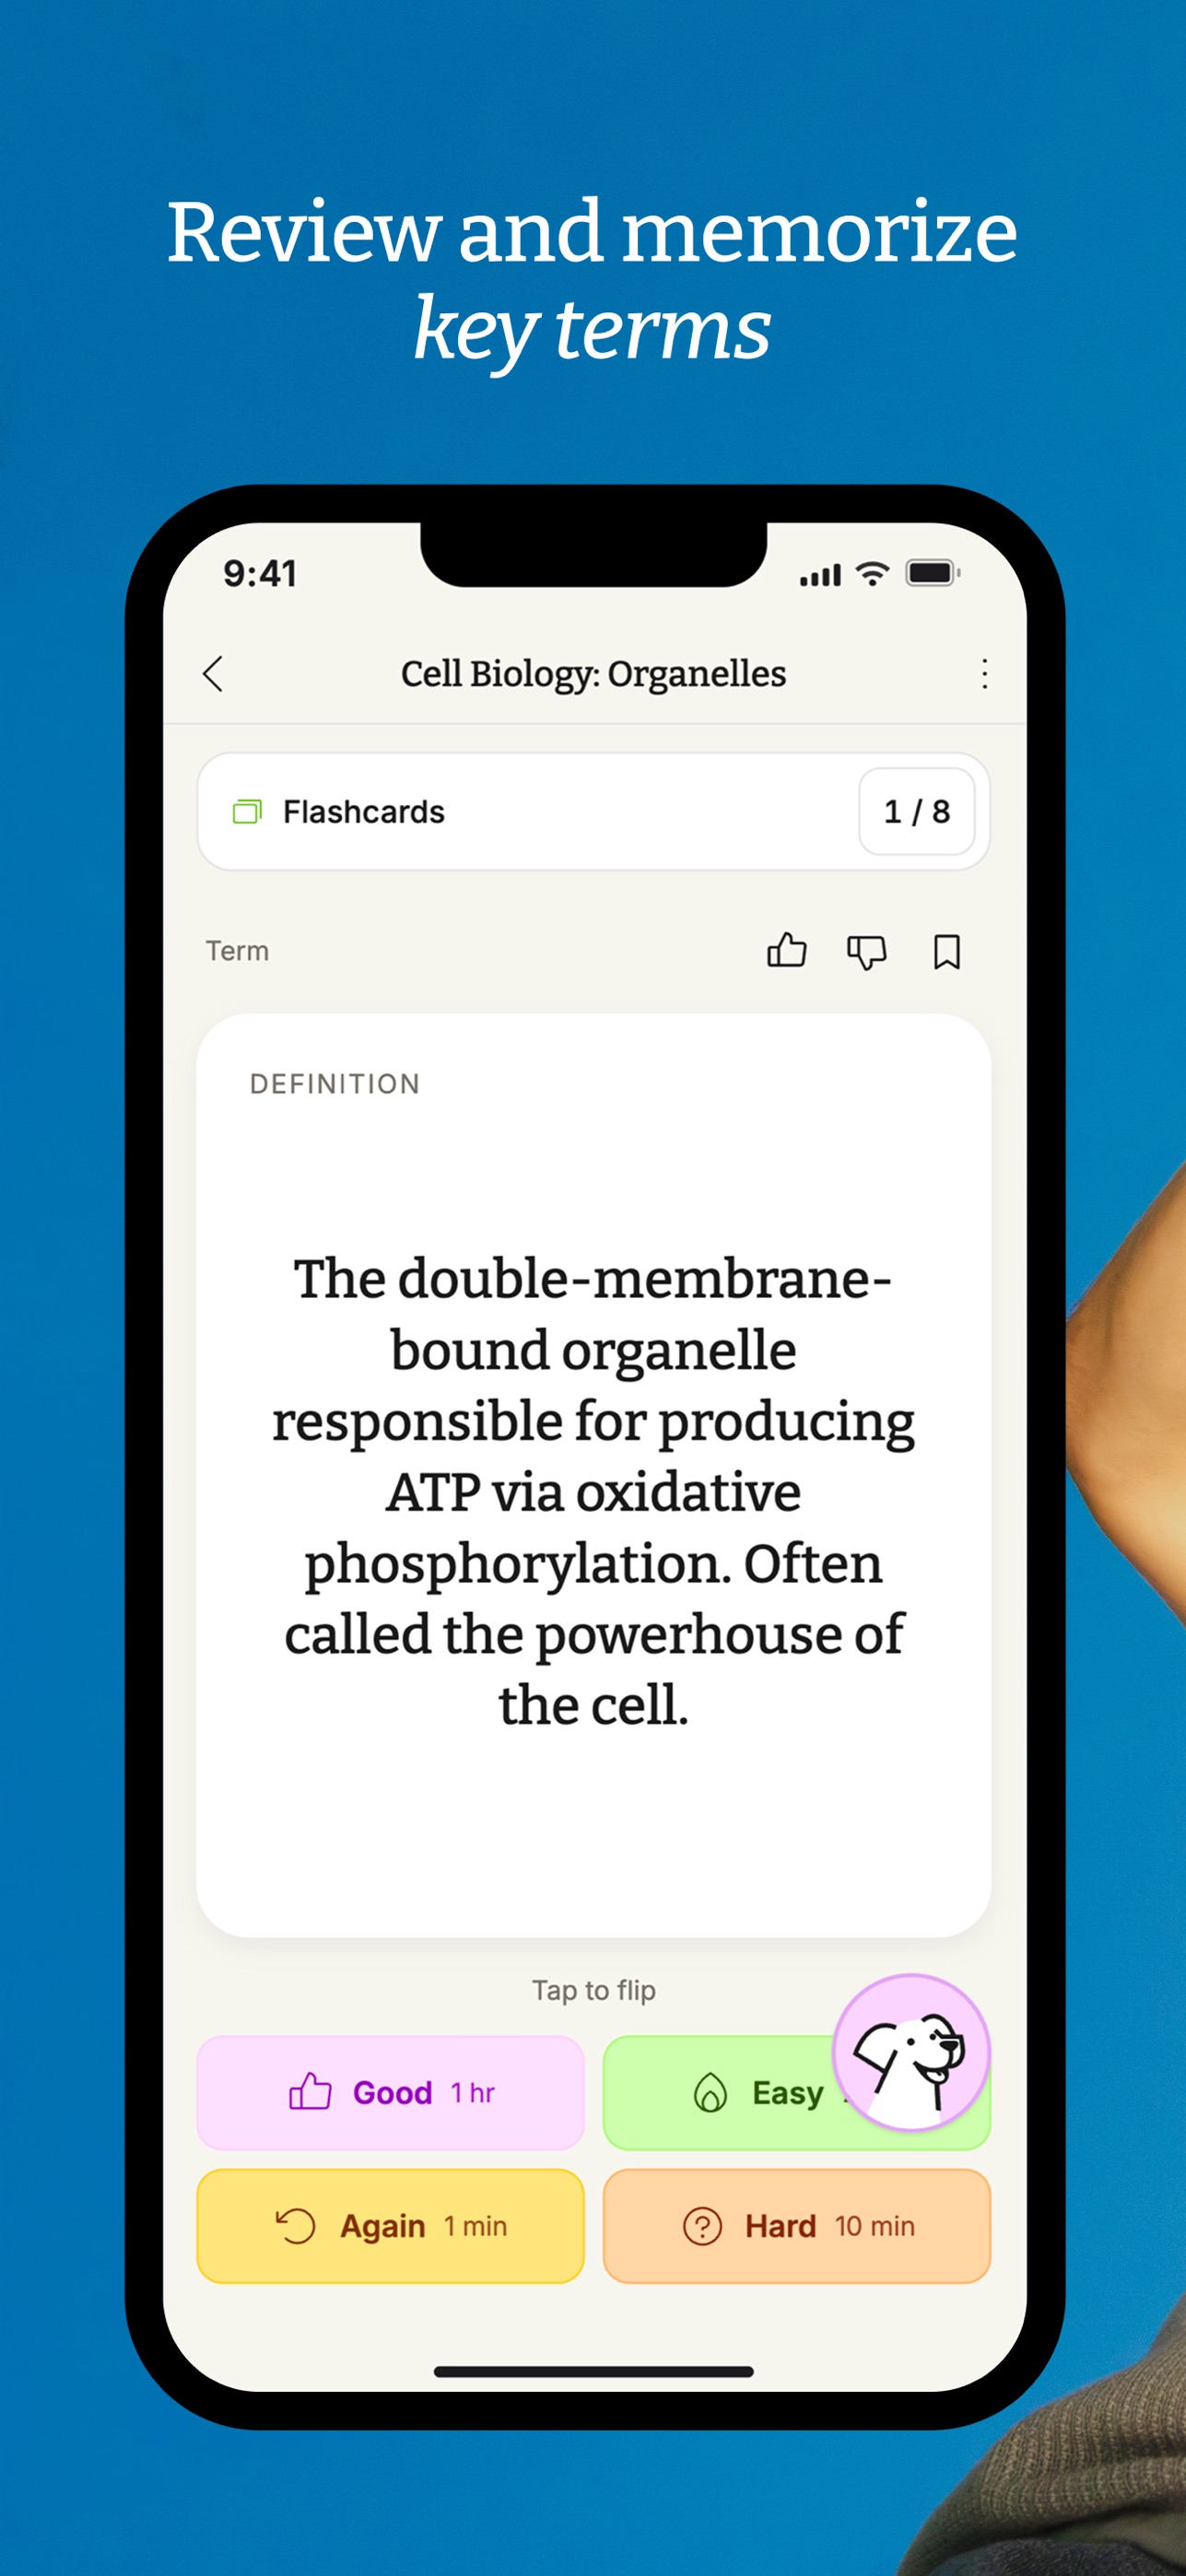 Review and memorize
key terms
9:41
Cell Biology: Organelles
Flashcards
1 / 8
Term
DEFINITION
The double-membrane-
bound organelle
responsible for producing
ATP via oxidative
phosphorylation. Often
called the powerhouse of
the cell.
Tap to flip
Good 1 hr
Easy
Again 1 min
Hard 10 min